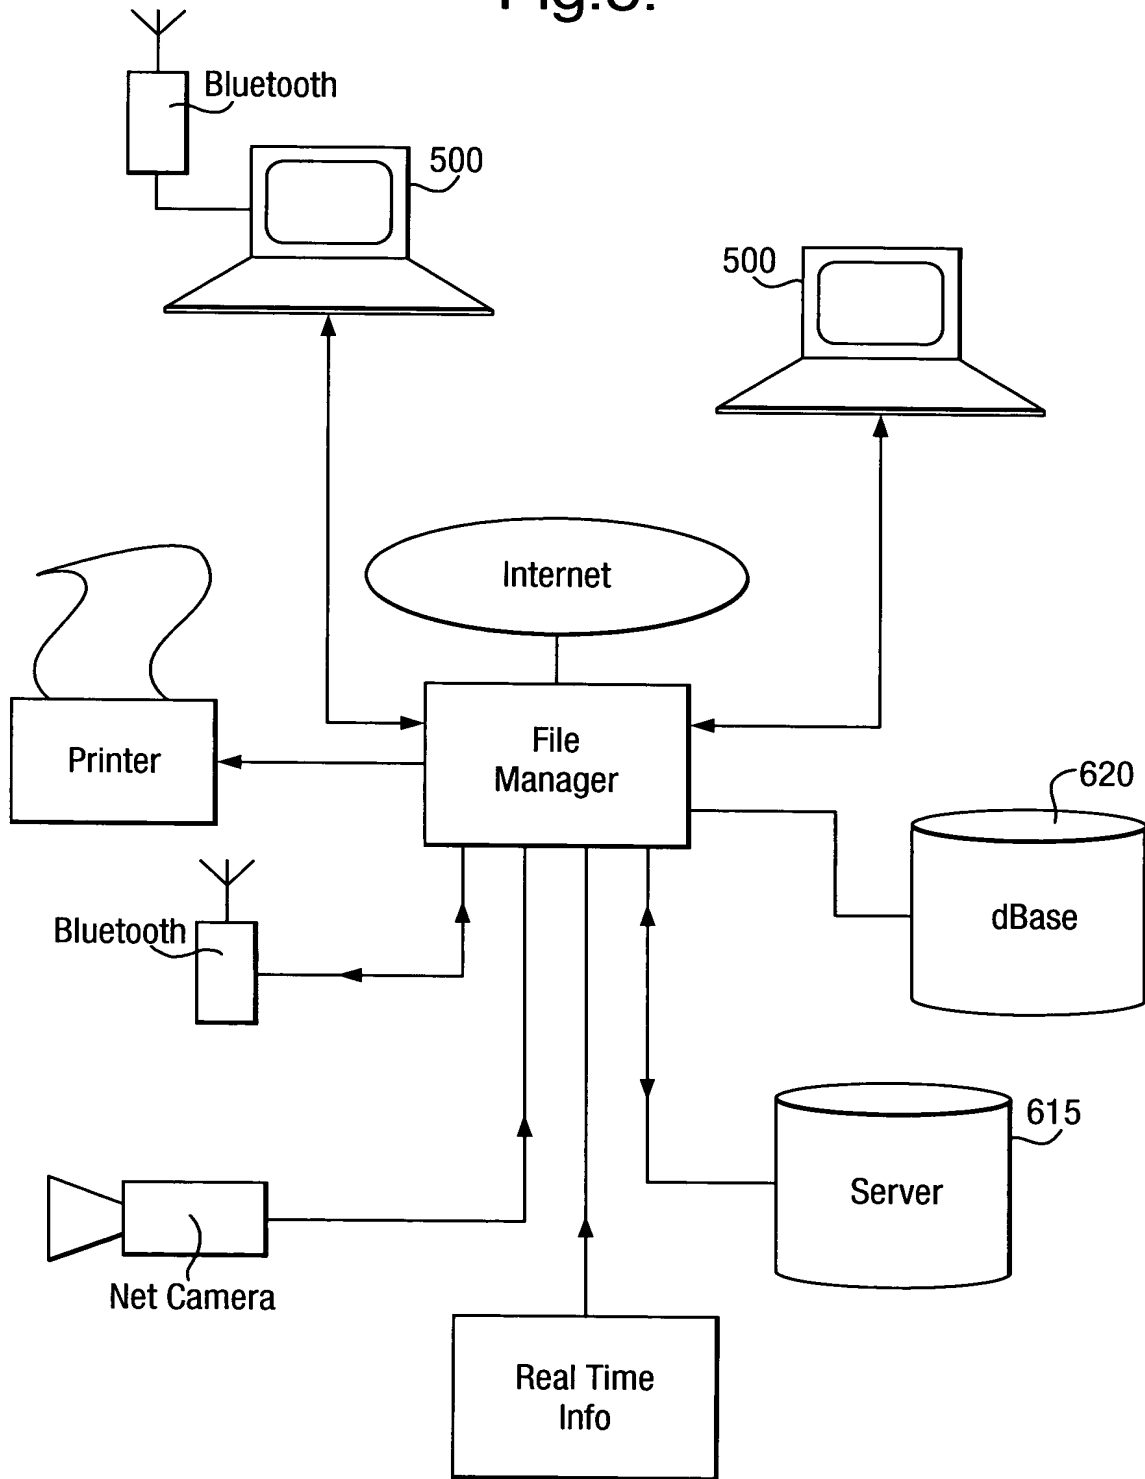 Bluetooth
500
500
Internet
File
Manager
Printer
620
dBase
Bluetooth
615
Server
Net Camera
Real Time
Info